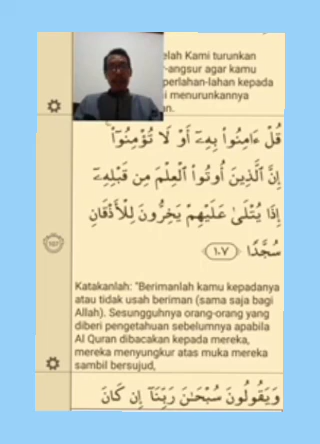 elah Kami turunkan
r-angsur agar kamu
perlahan-lahan kepada
i menurunkannya
n.
قُلْ ءَامِنُوا۟ بِهِۦٓ أَوْ لَا تُؤْمِنُوٓا۟ ۚ
إِنَّ ٱلَّذِينَ أُوتُوا۟ ٱلْعِلْمَ مِن قَبْلِهِۦٓ
إِذَا يُتْلَىٰ عَلَيْهِمْ يَخِرُّونَ لِلْأَذْقَانِ
سُجَّدًا ﴿١٠٧﴾
107
Katakanlah: "Berimanlah kamu kepadanya
atau tidak usah beriman (sama saja bagi
Allah). Sesungguhnya orang-orang yang
diberi pengetahuan sebelumnya apabila
Al Quran dibacakan kepada mereka,
mereka menyungkur atas muka mereka
sambil bersujud,
وَيَقُولُونَ سُبْحَـٰنَ رَبِّنَآ إِن كَانَ